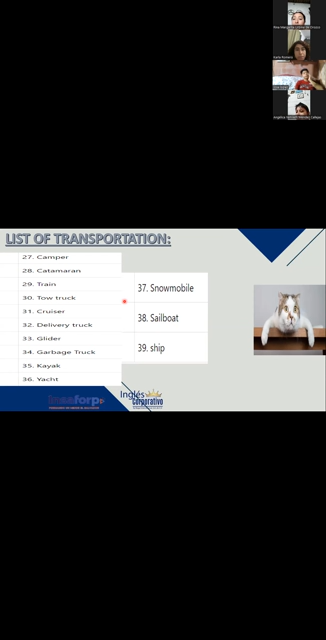 LIST OF TRANSPORTATION:
27. Camper
28. Catamaran
29. Train
30. Tow truck
31. Cruiser
32. Delivery truck
33. Glider
34. Garbage Truck
35. Kayak
36. Yacht
37. Snowmobile
38. Sailboat
39. ship
Inglés
corporativo